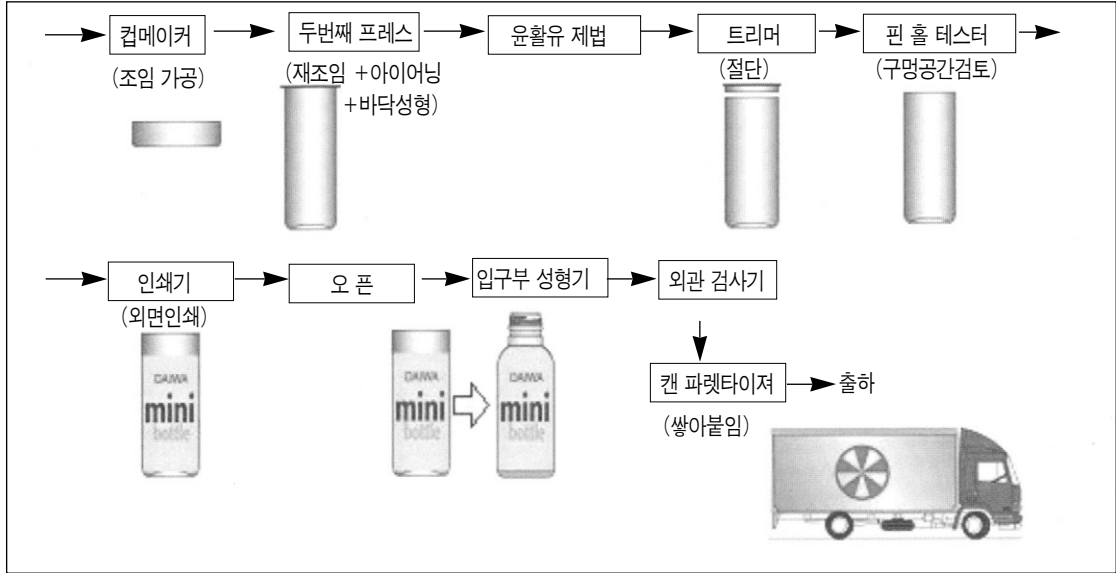 컵메이커
(조임 가공)
두번째 프레스
(재조임 +아이어닝
+바닥성형)
윤활유 제법
트리머
(절단)
핀 홀 테스터
(구멍공간검토)
인쇄기
(외면인쇄)
DAIWA
mini
bottle
오 픈
DAIWA
mini
bottle
입구부 성형기
DAIWA
mini
bottle
외관 검사기
캔 파렛타이져
(쌓아붙임)
출하